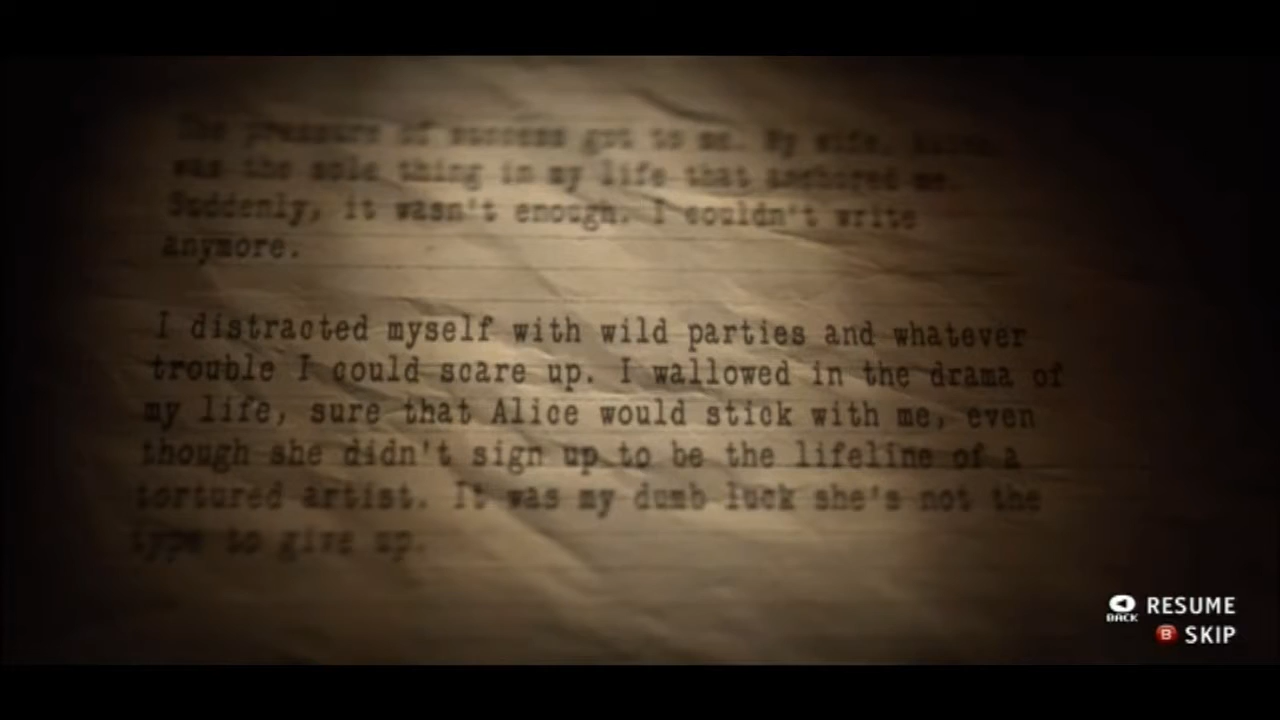 The pressure of success got to me. My wife,
was the sole thing in my life that anchored me.
Suddenly, it wasn't enough. I couldn't write
anymore.
I distracted myself with wild parties and whatever
trouble I could scare up. I wallowed in the drama of
my life, sure that Alice would stick with me, even
though she didn't sign up to be the lifeline of a
tortured artist. It was my dumb luck she's not the
type to give up.
BACK RESUME
B SKIP